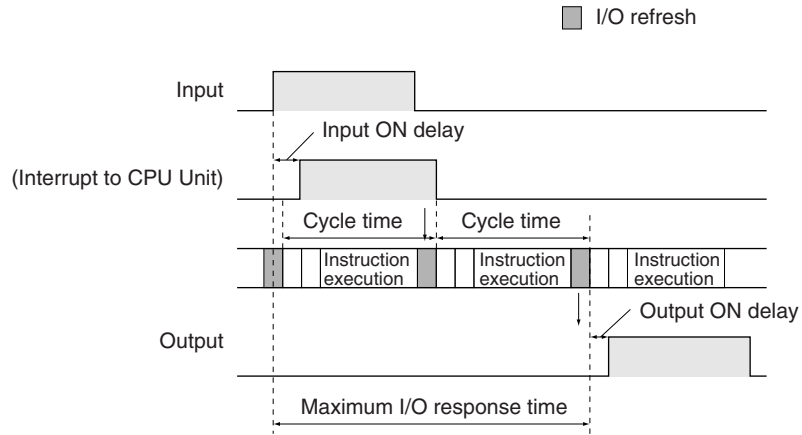 I/O refresh
Input
Input ON delay
(Interrupt to CPU Unit)
Cycle time
Cycle time
Instruction
execution
Instruction
execution
Instruction
execution
Output ON delay
Output
Maximum I/O response time